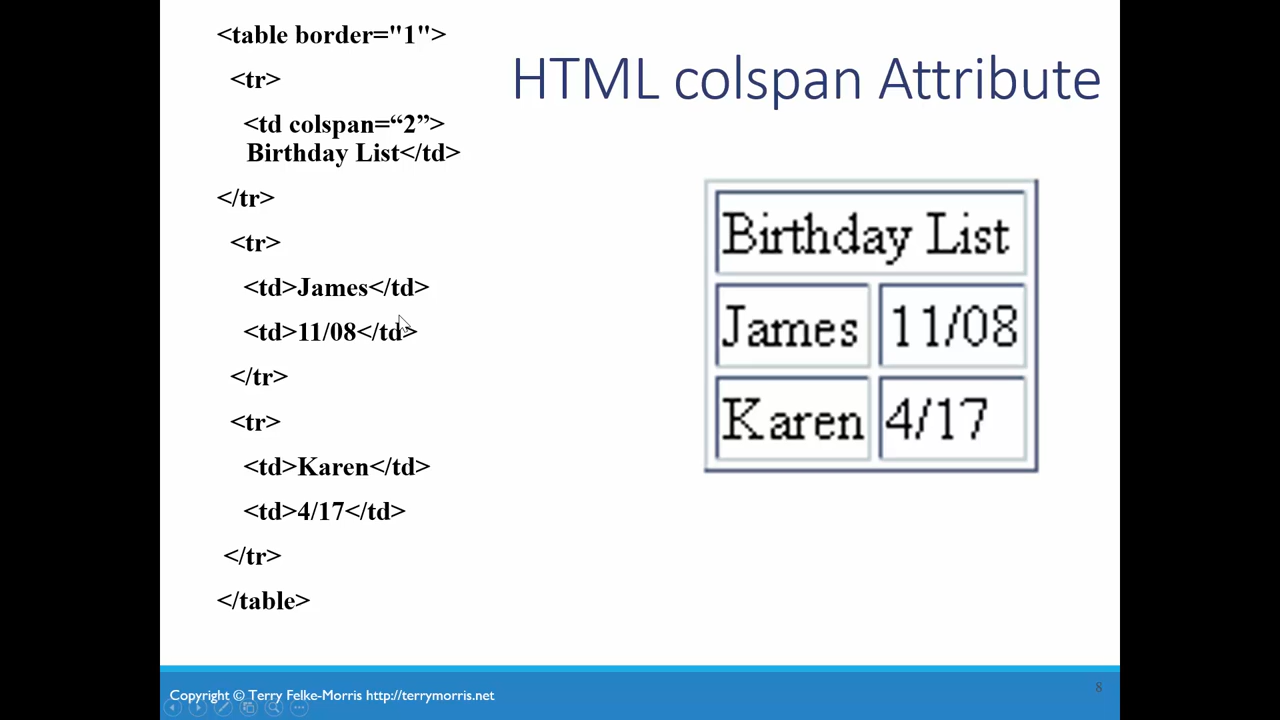 <table border="1">
<tr>
<td colspan=“2”>
Birthday List</td>
</tr>
<tr>
<td>James</td>
<td>11/08</td>
</tr>
<tr>
<td>Karen</td>
<td>4/17</td>
</tr>
</table>
HTML colspan Attribute
Birthday List
James 11/08
Karen 4/17
Copyright © Terry Felke-Morris http://terrymorris.net
8